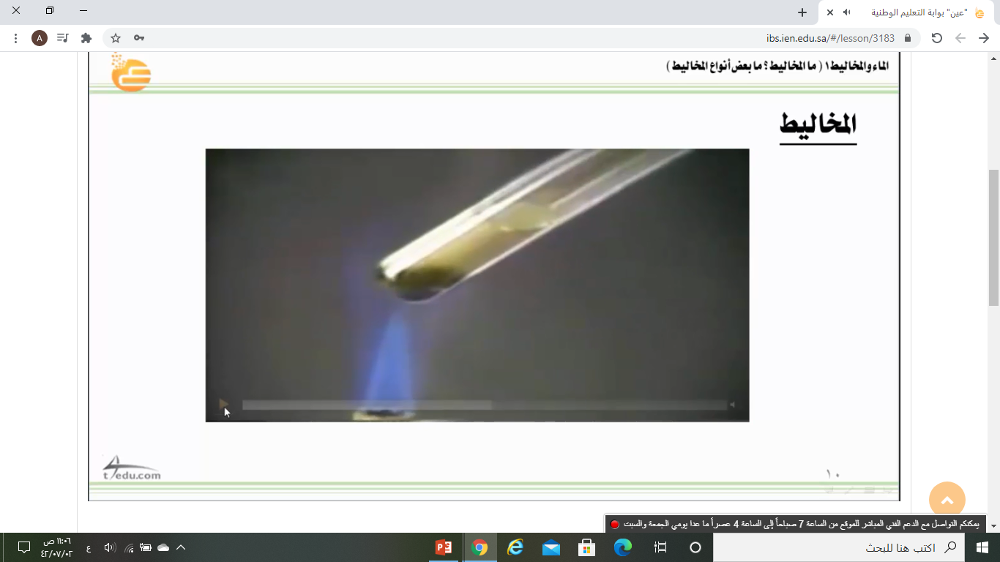 "عين" بوابة التعليم الوطنية
ibs.ien.edu.sa/#/lesson/3183
A
الماء والمخاليط١ ( ما المخاليط؟ ما بعض أنواع المخاليط )
المخاليط
t4edu.com
١٠
يمكنكم التواصل مع الدعم الفني المباشر للموقع من الساعة 7 صباحاً إلى الساعة 4 عصراً ما عدا يومي الجمعة والسبت
اكتب هنا للبحث
ع
١١:٠٦ ص
٤٢/٠٧/٠٢